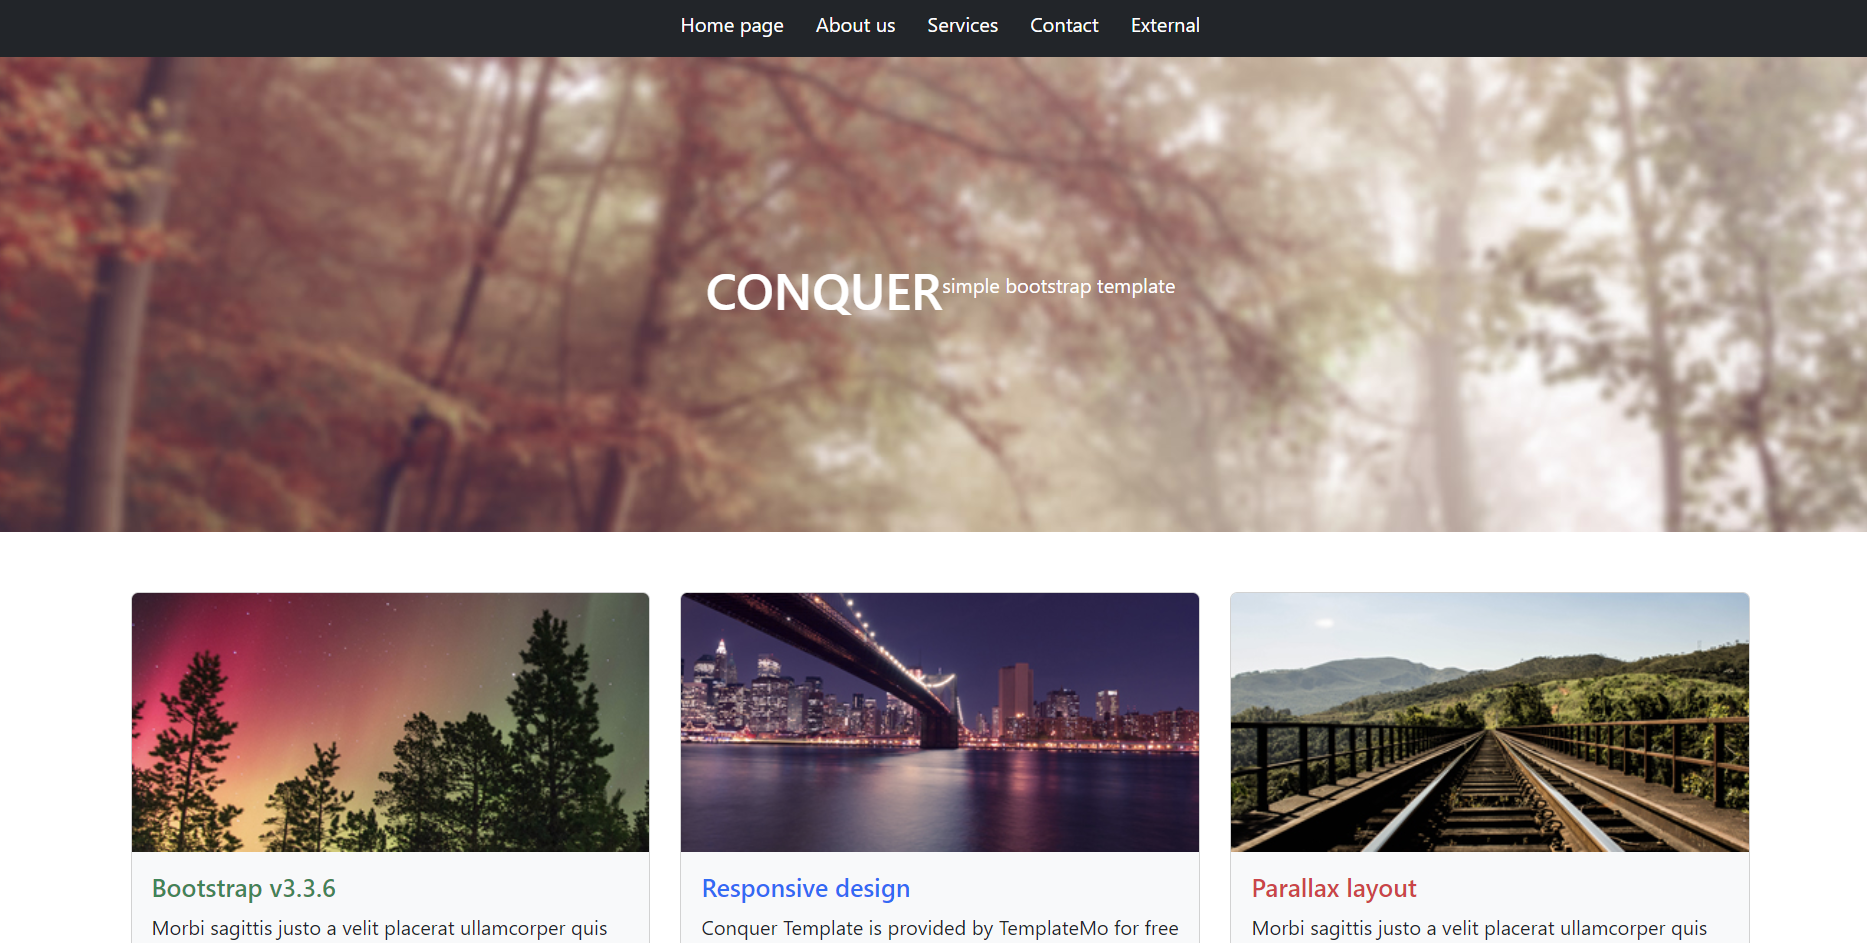 Home page About us Services Contact External
CONQUER simple bootstrap template
Bootstrap v3.3.6
Morbi sagittis justo a velit placerat ullamcorper quis
Responsive design
Conquer Template is provided by TemplateMo for free
Parallax layout
Morbi sagittis justo a velit placerat ullamcorper quis